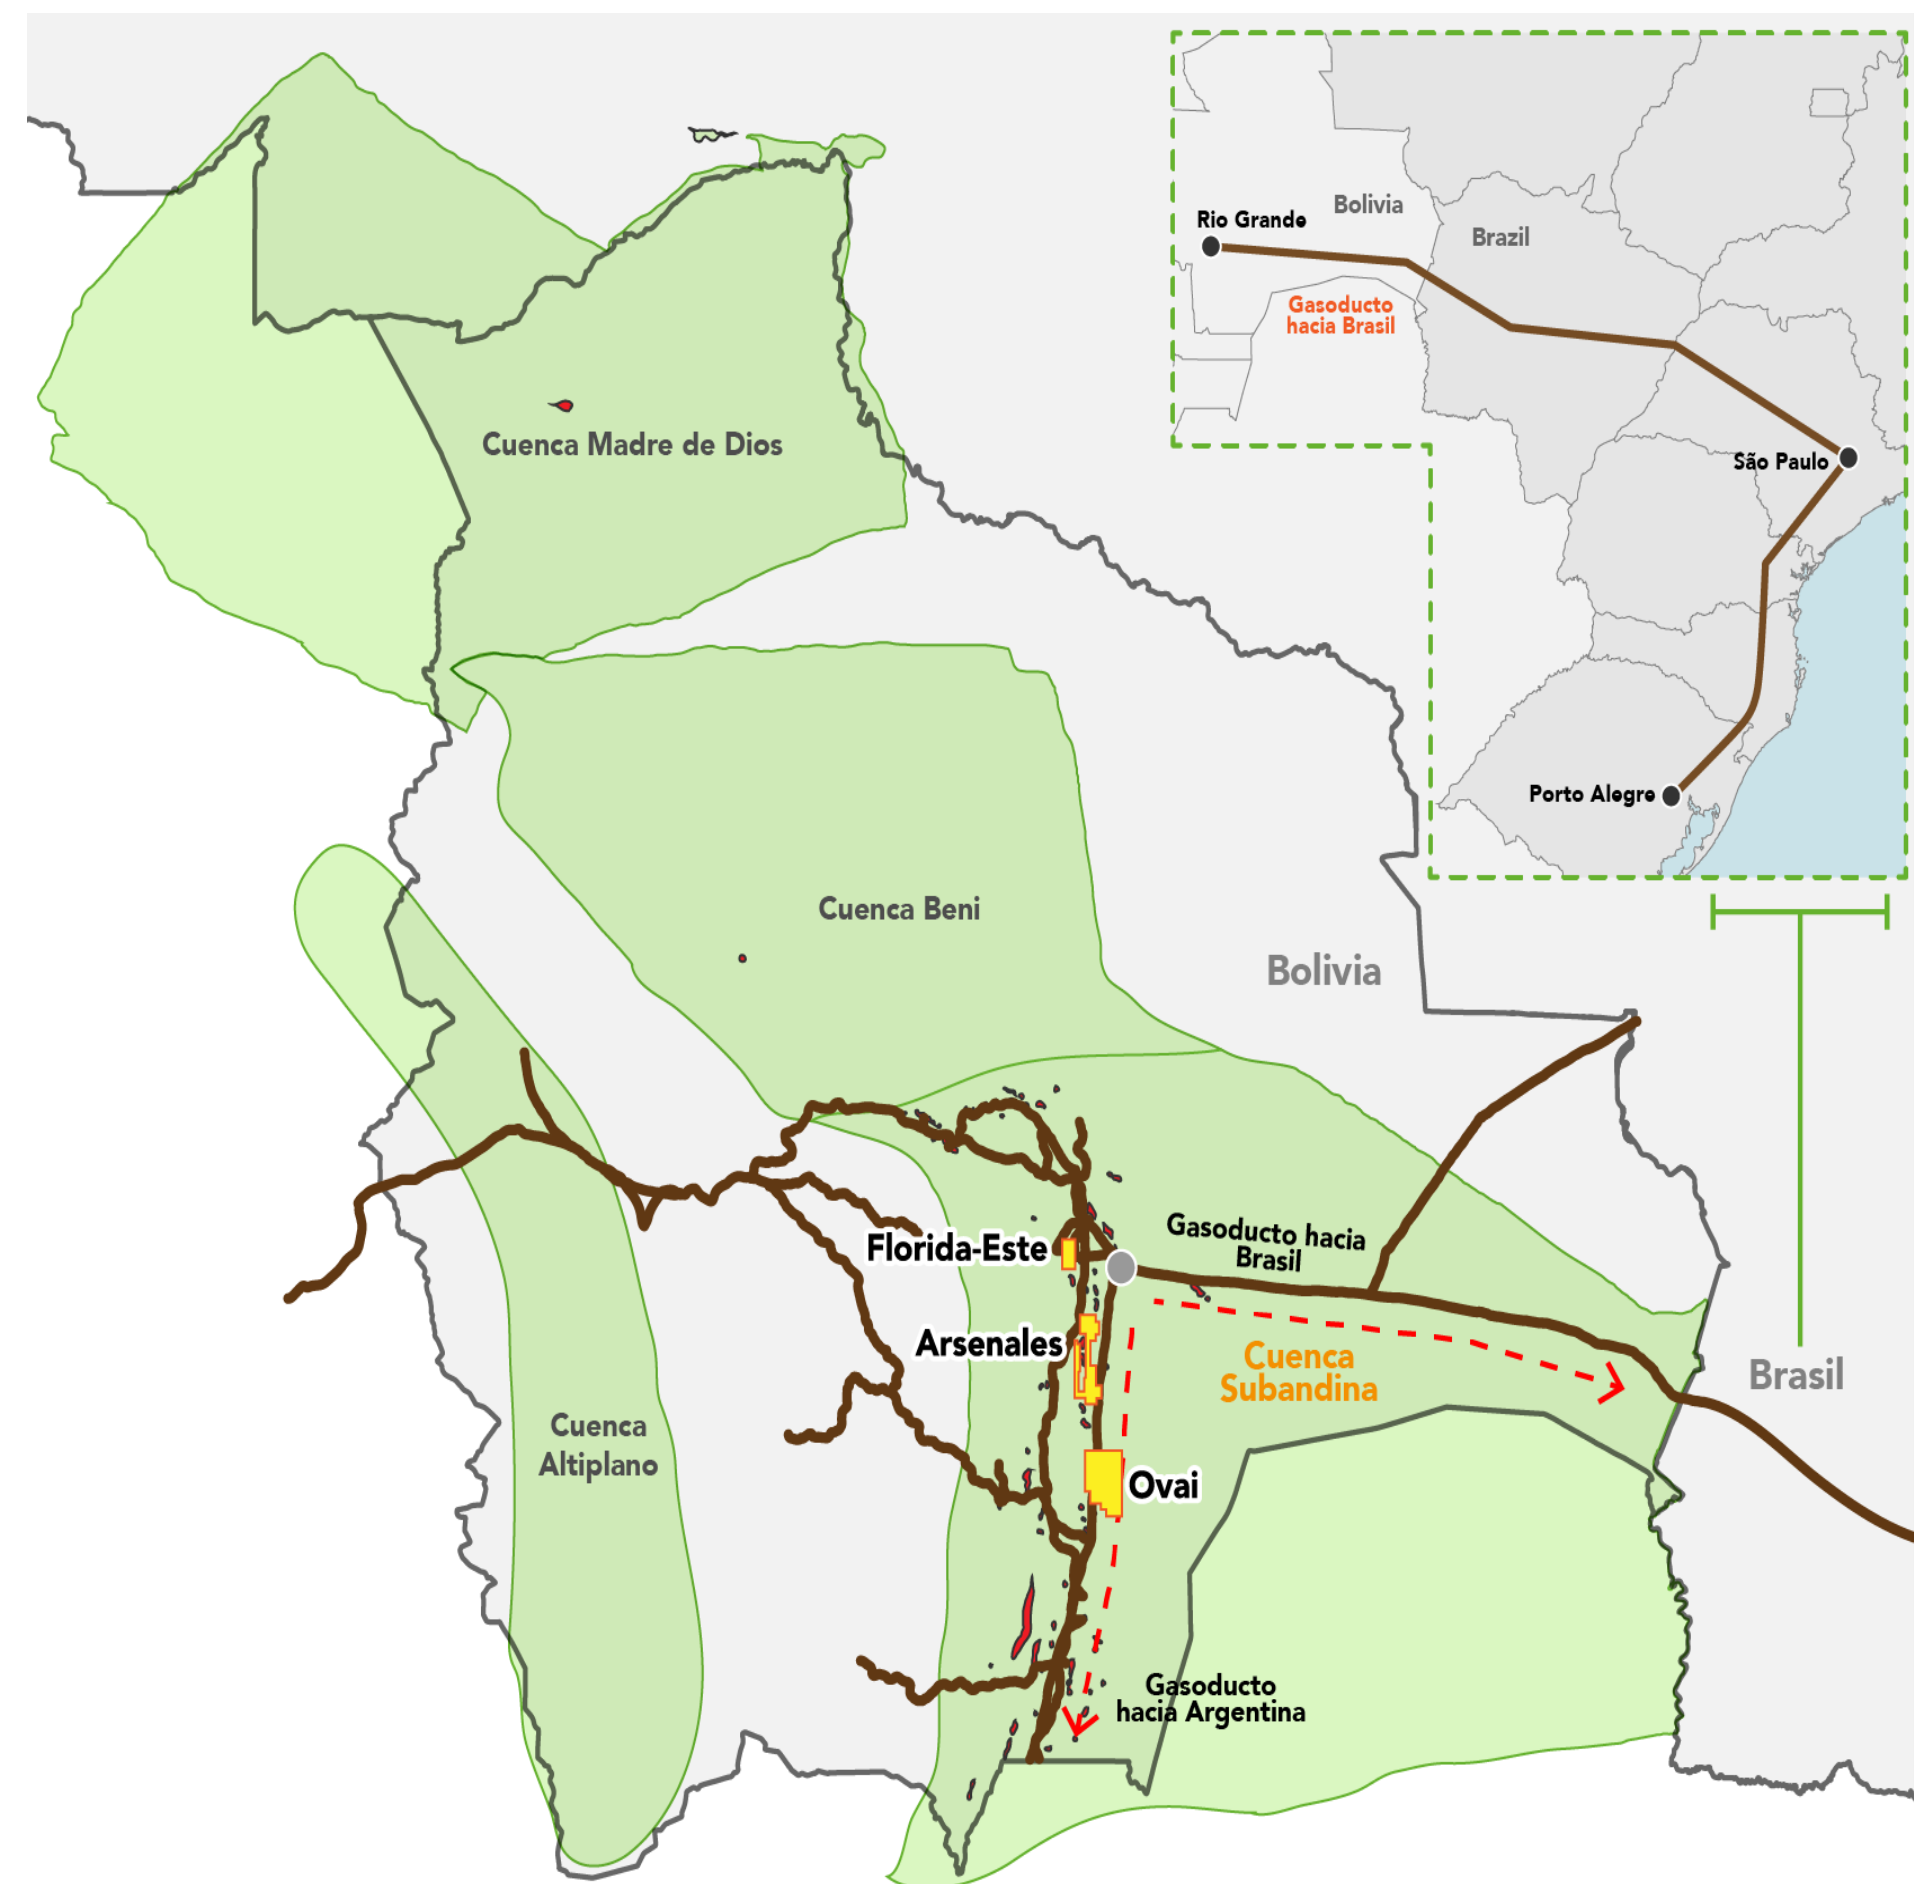 Bolivia
Rio Grande
Brazil
Gasoducto
hacia Brasil
São Paulo
Porto Alegre
Cuenca Madre de Dios
Cuenca Beni
Bolivia
Gasoducto hacia
Brasil
Florida-Este
Arsenales
Cuenca
Subandina
Brasil
Cuenca
Altiplano
Ovai
Gasoducto
hacia Argentina